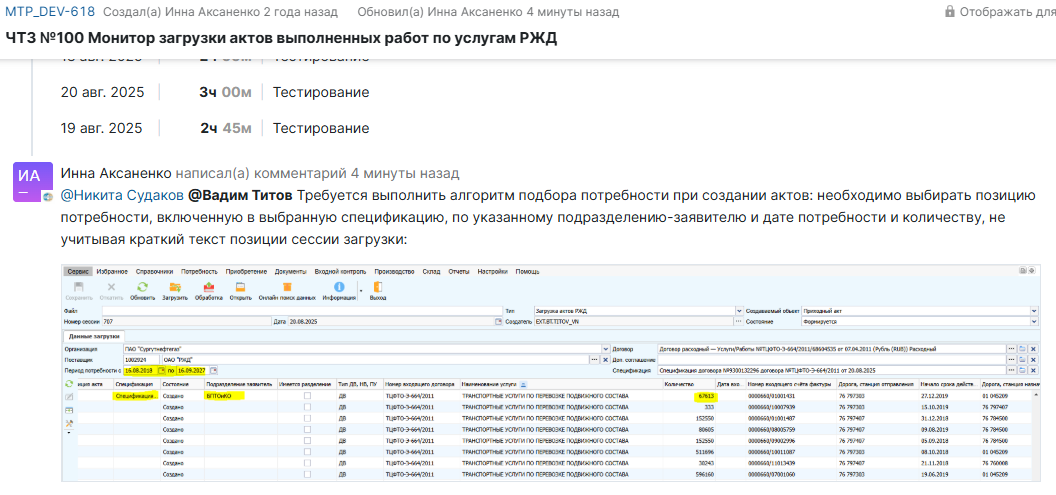 MTP_DEV-618 Создал(а) Инна Аксаненко 2 года назад Обновил(а) Инна Аксаненко 4 минуты назад Отображать для
ЧТЗ №100 Монитор загрузки актов выполненных работ по услугам РЖД
20 авг. 2025 3ч 00м Тестирование
19 авг. 2025 2ч 45м Тестирование
ИА
Инна Аксаненко написал(а) комментарий 4 минуты назад
@Никита Судаков @Вадим Титов Требуется выполнить алгоритм подбора потребности при создании актов: необходимо выбирать позицию
потребности, включенную в выбранную спецификацию, по указанному подразделению-заявителю и дате потребности и количеству, не
учитывая краткий текст позиции сессии загрузки:
Сервис Избранное Справочники Потребность Приобретение Документы Входной контроль Производство Склад Отчеты Настройки Помощь
Сохранить Откатить Обновить Загрузить Обработка Открыть Онлайн поиск данных Информация Выход
Файл Тип Загрузка актов РЖД Создаваемый объект Приходный акт
Номер сессии 707 Дата 20.08.2025 Создатель EXT.BT.TITOV_VN Состояние Формируется
Данные загрузки
Организация ПАО "Сургутнефтегаз" Договор Договор расходный — Услуги/Работы №ТЦФТО-Э-664/2011/68604535 от 07.04.2011 (Рубль (RUB)) Расходный
Поставщик 1002924 ОАО "РЖД" Доп. соглашение
Период потребности с 16.08.2018 по 16.09.2027 Спецификация Спецификация договора №9300132296 договора №ТЦФТО-Э-664/2011 от 20.08.2025
Спецификация Состояние Подразделение заявитель Имеется разделение Тип ДВ, НВ, ПУ Номер входящего договора Наименование услуги Количество Дата вхо... Номер входящего счёта фактуры Дорога, станция отправления Начало срока действ... Дорога, станция назнач
Спецификация... Создано БПТОиКО ДВ ТЦФТО-Э-664/2011 ТРАНСПОРТНЫЕ УСЛУГИ ПО ПЕРЕВОЗКЕ ПОДВИЖНОГО СОСТАВА 67613 0000660/01001431 76 797303 27.12.2019 01 045209
Создано ДВ ТЦФТО-Э-664/2011 ТРАНСПОРТНЫЕ УСЛУГИ ПО ПЕРЕВОЗКЕ ПОДВИЖНОГО СОСТАВА 333 0000660/10007939 76 797303 15.10.2019 76 797407
Создано ДВ ТЦФТО-Э-664/2011 ТРАНСПОРТНЫЕ УСЛУГИ ПО ПЕРЕВОЗКЕ ПОДВИЖНОГО СОСТАВА 152550 0000660/01001487 76 797407 31.12.2019 76 784500
Создано ДВ ТЦФТО-Э-664/2011 ТРАНСПОРТНЫЕ УСЛУГИ ПО ПЕРЕВОЗКЕ ПОДВИЖНОГО СОСТАВА 80605 0000660/08005759 76 797407 09.08.2019 76 784500
Создано ДВ ТЦФТО-Э-664/2011 ТРАНСПОРТНЫЕ УСЛУГИ ПО ПЕРЕВОЗКЕ ПОДВИЖНОГО СОСТАВА 152550 0000660/09002996 76 797407 05.09.2018 76 784500
Создано ДВ ТЦФТО-Э-664/2011 ТРАНСПОРТНЫЕ УСЛУГИ ПО ПЕРЕВОЗКЕ ПОДВИЖНОГО СОСТАВА 511696 0000660/10011087 76 797303 08.10.2018 01 045209
Создано ДВ ТЦФТО-Э-664/2011 ТРАНСПОРТНЫЕ УСЛУГИ ПО ПЕРЕВОЗКЕ ПОДВИЖНОГО СОСТАВА 30243 0000660/11013439 76 797407 21.11.2018 76 760008
Создано ДВ ТЦФТО-Э-664/2011 ТРАНСПОРТНЫЕ УСЛУГИ ПО ПЕРЕВОЗКЕ ПОДВИЖНОГО СОСТАВА 596160 0000660/07001060 76 797303 19.06.2019 01 045209